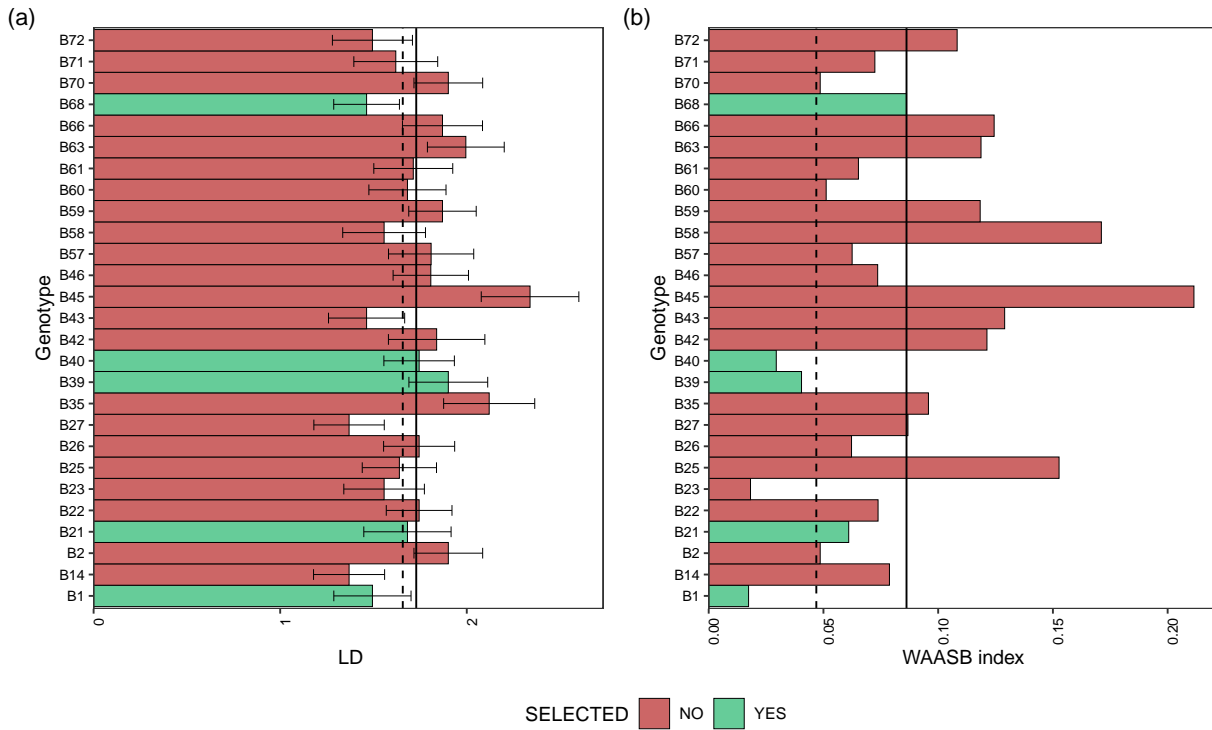 (a)
Genotype
B72
B71
B70
B68
B66
B63
B61
B60
B59
B58
B57
B46
B45
B43
B42
B40
B39
B35
B27
B26
B25
B23
B22
B21
B2
B14
B1
0
1
2
LD
(b)
Genotype
B72
B71
B70
B68
B66
B63
B61
B60
B59
B58
B57
B46
B45
B43
B42
B40
B39
B35
B27
B26
B25
B23
B22
B21
B2
B14
B1
0.00
0.05
0.10
0.15
0.20
WAASB index
SELECTED NO YES